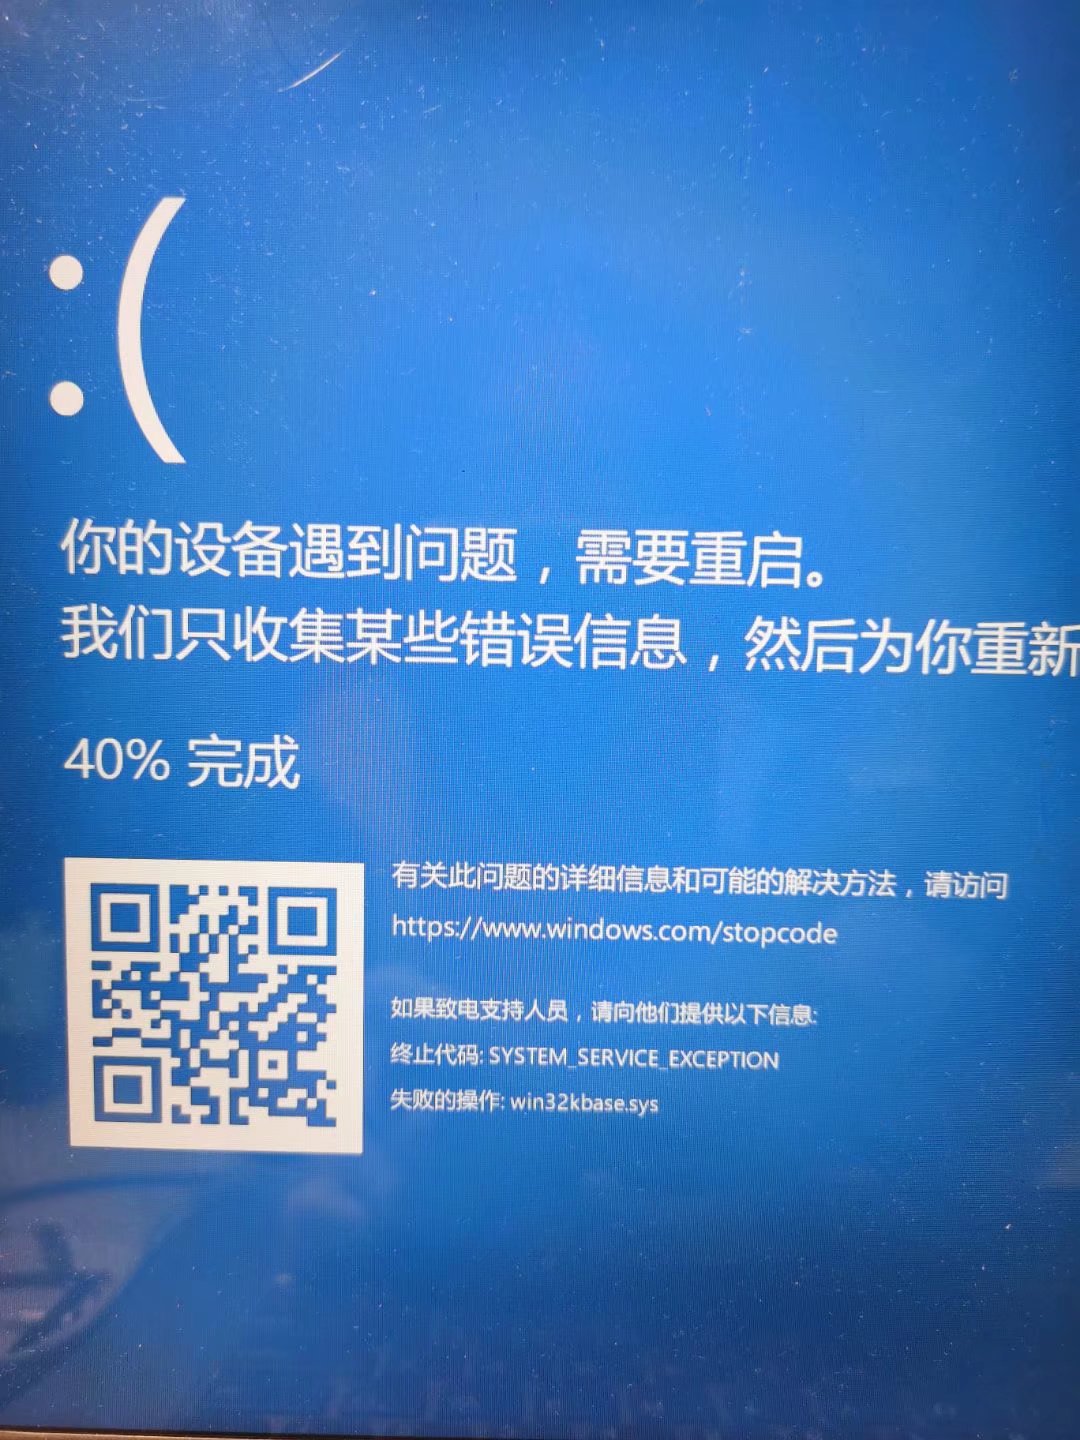 :(
你的设备遇到问题，需要重启。
我们只收集某些错误信息，然后为你重新
40% 完成
有关此问题的详细信息和可能的解决方法，请访问
https://www.windows.com/stopcode
如果致电支持人员，请向他们提供以下信息:
终止代码: SYSTEM_SERVICE_EXCEPTION
失败的操作: win32kbase.sys